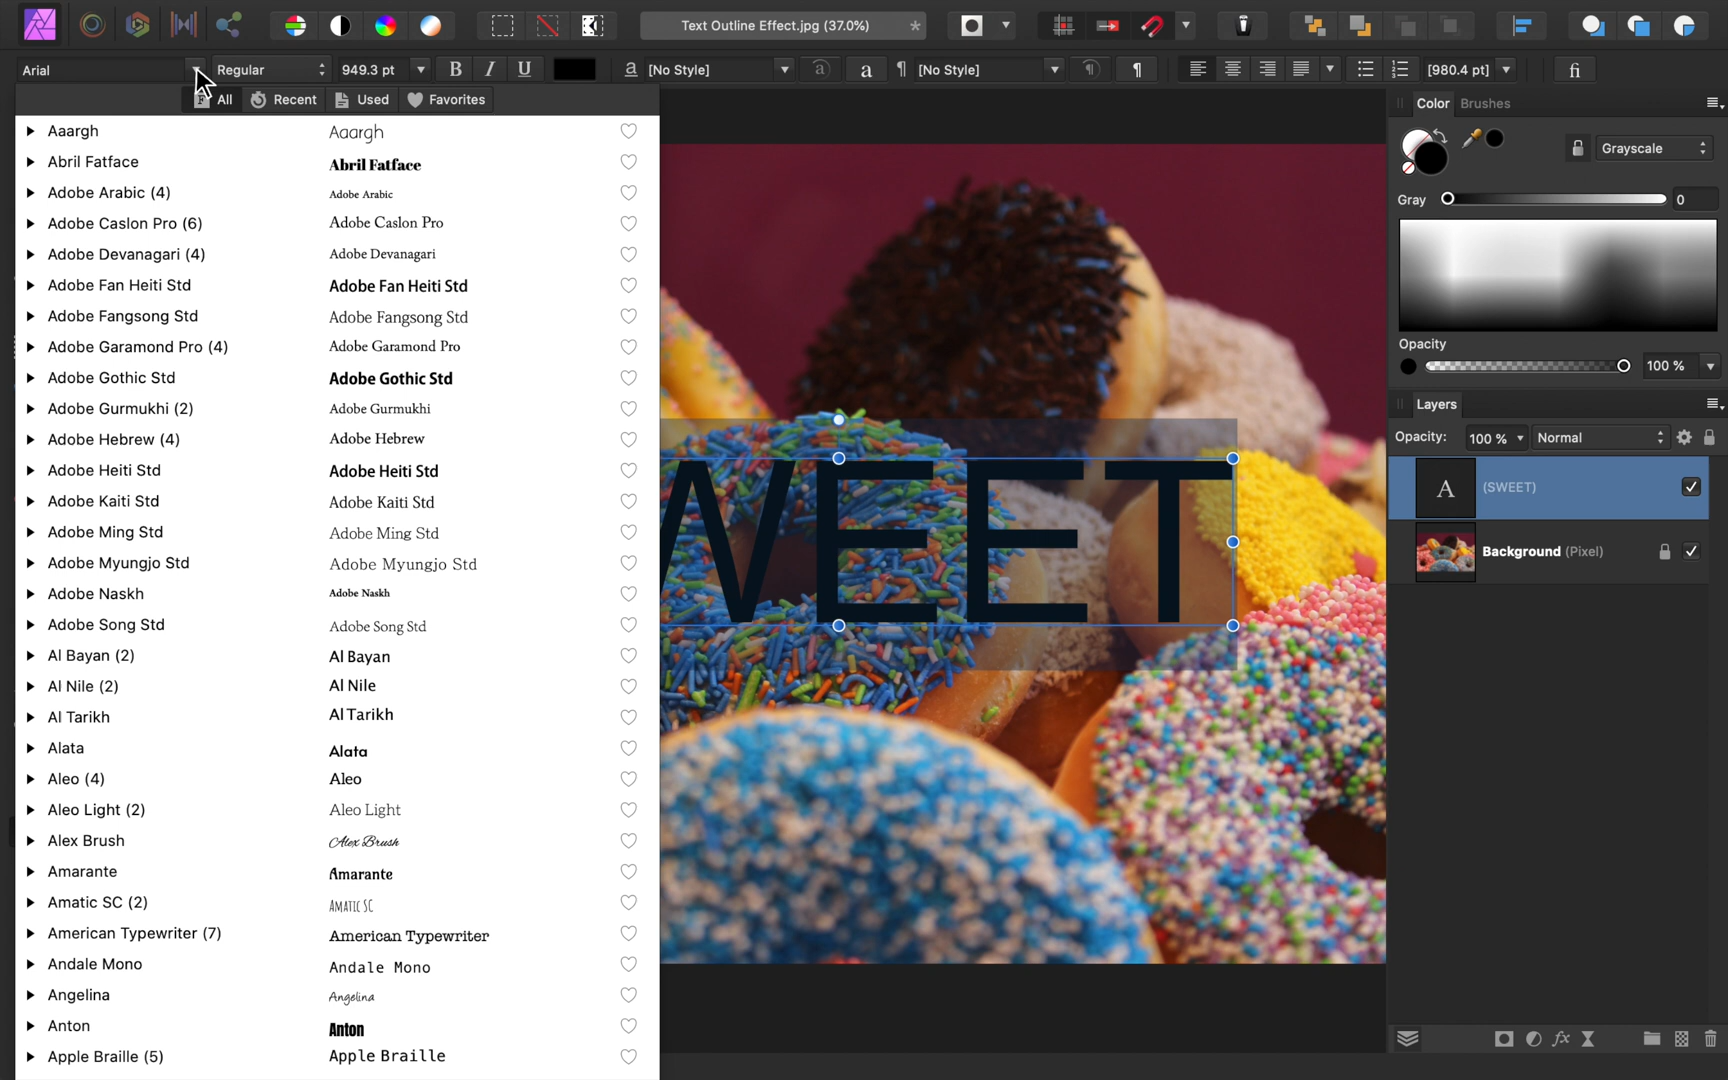 Text Outline Effect.jpg (37.0%) *
Arial Regular 949.3 pt B I U a [No Style] a a ¶ [No Style] ¶ ¶ [980.4 pt] fi
All Recent Used Favorites
Color Brushes
Aaargh Aaargh
Abril Fatface Abril Fatface
Grayscale
Adobe Arabic (4) Adobe Arabic
Gray 0
Adobe Caslon Pro (6) Adobe Caslon Pro
Adobe Devanagari (4) Adobe Devanagari
Adobe Fan Heiti Std Adobe Fan Heiti Std
Adobe Fangsong Std Adobe Fangsong Std
Opacity
Adobe Garamond Pro (4) Adobe Garamond Pro
100 %
Adobe Gothic Std Adobe Gothic Std
Layers
Adobe Gurmukhi (2) Adobe Gurmukhi
Opacity: 100 % Normal
Adobe Hebrew (4) Adobe Hebrew
Adobe Heiti Std Adobe Heiti Std
A (SWEET)
Adobe Kaiti Std Adobe Kaiti Std
WEET
Adobe Ming Std Adobe Ming Std
Background (Pixel)
Adobe Myungjo Std Adobe Myungjo Std
Adobe Naskh Adobe Naskh
Adobe Song Std Adobe Song Std
Al Bayan (2) Al Bayan
Al Nile (2) Al Nile
Al Tarikh Al Tarikh
Alata Alata
Aleo (4) Aleo
Aleo Light (2) Aleo Light
Alex Brush Alex Brush
Amarante Amarante
Amatic SC (2) Amatic SC
American Typewriter (7) American Typewriter
Andale Mono Andale Mono
Angelina Angelina
Anton Anton
fx
Apple Braille (5) Apple Braille